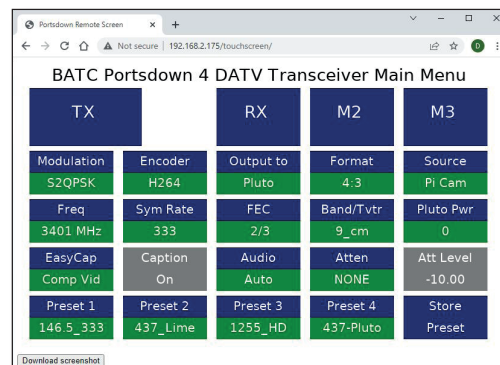 Portsdown Remote Screen
Not secure | 192.168.2.175/touchscreen/
D
BATC Portsdown 4 DATV Transceiver Main Menu
TX RX M2 M3
Modulation Encoder Output to Format Source
S2QPSK H264 Pluto 4:3 Pi Cam
Freq Sym Rate FEC Band/Tvtr Pluto Pwr
3401 MHz 333 2/3 9_cm 0
EasyCap Caption Audio Atten Att Level
Comp Vid On Auto NONE -10.00
Preset 1 Preset 2 Preset 3 Preset 4 Store
146.5_333 437_Lime 1255_HD 437-Pluto Preset
Download screenshot